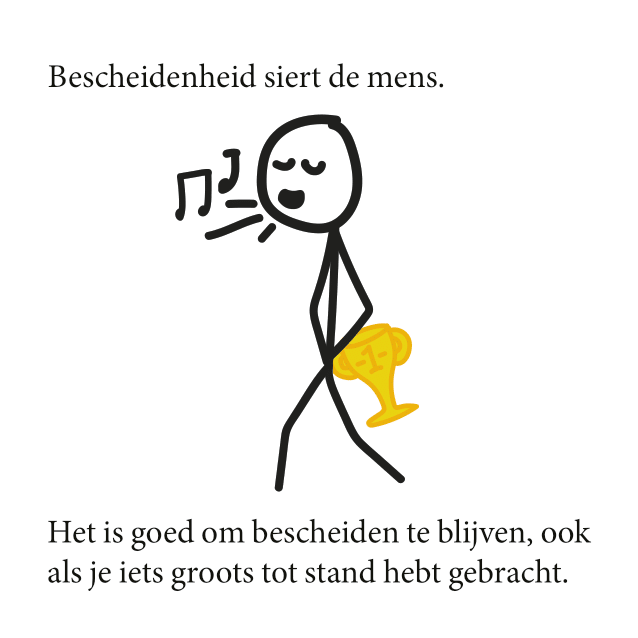 Bescheidenheid siert de mens.
-1-
Het is goed om bescheiden te blijven, ook
als je iets groots tot stand hebt gebracht.